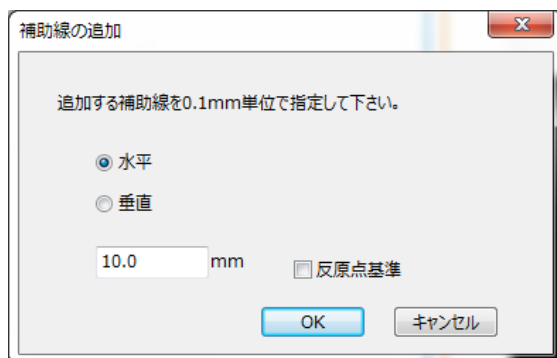 補助線の追加
追加する補助線を0.1mm単位で指定して下さい。
水平
垂直
10.0 mm
反原点基準
OK キャンセル